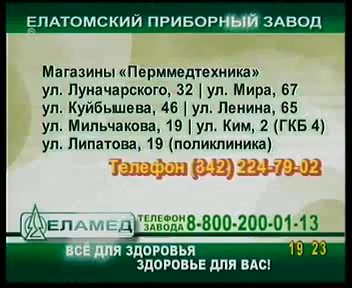 ЕЛАТОМСКИЙ ПРИБОРНЫЙ ЗАВОД
Магазины «Перммедтехника»
ул. Луначарского, 32 | ул. Мира, 67
ул. Куйбышева, 46 | ул. Ленина, 65
ул. Мильчакова, 19 | ул. Ким, 2 (ГКБ 4)
ул. Липатова, 19 (поликлиника)
Телефон (342) 224-79-02
ЕЛАМЕД ТЕЛЕФОН ЗАВОДА 8-800-200-01-13
ВСЁ ДЛЯ ЗДОРОВЬЯ 19 23
ЗДОРОВЬЕ ДЛЯ ВАС!